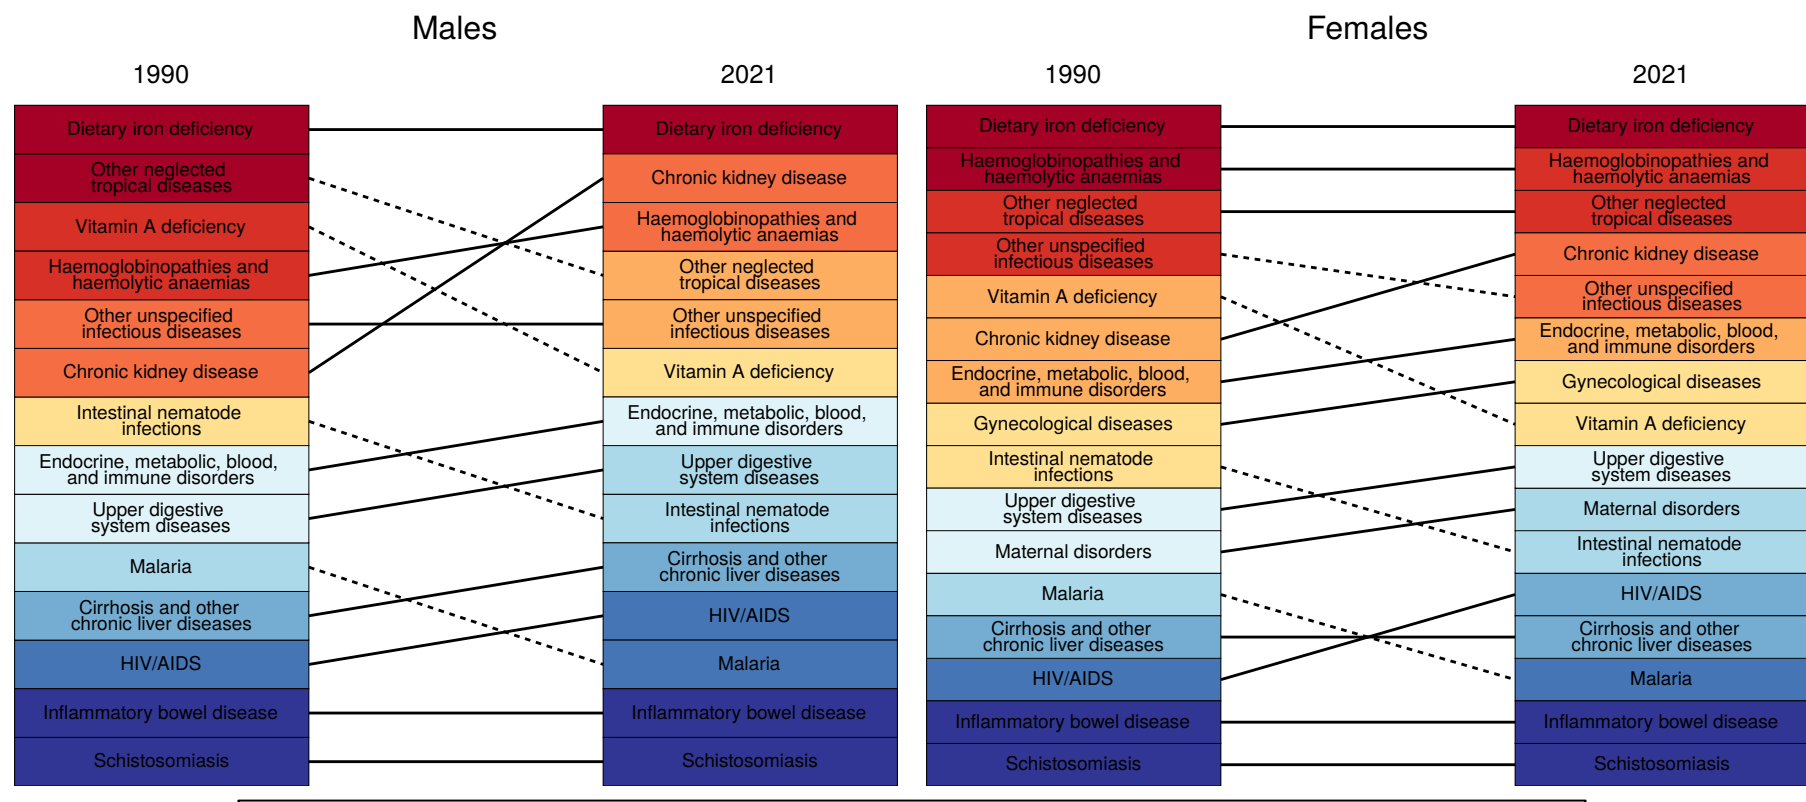 Males
1990
2021
Dietary iron deficiency
Other neglected
tropical diseases
Vitamin A deficiency
Haemoglobinopathies and
haemolytic anaemias
Other unspecified
infectious diseases
Chronic kidney disease
Intestinal nematode
infections
Endocrine, metabolic, blood,
and immune disorders
Upper digestive
system diseases
Malaria
Cirrhosis and other
chronic liver diseases
HIV/AIDS
Inflammatory bowel disease
Schistosomiasis
Dietary iron deficiency
Chronic kidney disease
Haemoglobinopathies and
haemolytic anaemias
Other neglected
tropical diseases
Other unspecified
infectious diseases
Vitamin A deficiency
Endocrine, metabolic, blood,
and immune disorders
Upper digestive
system diseases
Intestinal nematode
infections
Cirrhosis and other
chronic liver diseases
HIV/AIDS
Malaria
Inflammatory bowel disease
Schistosomiasis
Females
1990
2021
Dietary iron deficiency
Haemoglobinopathies and
haemolytic anaemias
Other neglected
tropical diseases
Other unspecified
infectious diseases
Vitamin A deficiency
Chronic kidney disease
Endocrine, metabolic, blood,
and immune disorders
Gynecological diseases
Intestinal nematode
infections
Upper digestive
system diseases
Maternal disorders
Malaria
Cirrhosis and other
chronic liver diseases
HIV/AIDS
Inflammatory bowel disease
Schistosomiasis
Dietary iron deficiency
Haemoglobinopathies and
haemolytic anaemias
Other neglected
tropical diseases
Chronic kidney disease
Other unspecified
infectious diseases
Endocrine, metabolic, blood,
and immune disorders
Gynecological diseases
Vitamin A deficiency
Upper digestive
system diseases
Maternal disorders
Intestinal nematode
infections
HIV/AIDS
Cirrhosis and other
chronic liver diseases
Malaria
Inflammatory bowel disease
Schistosomiasis